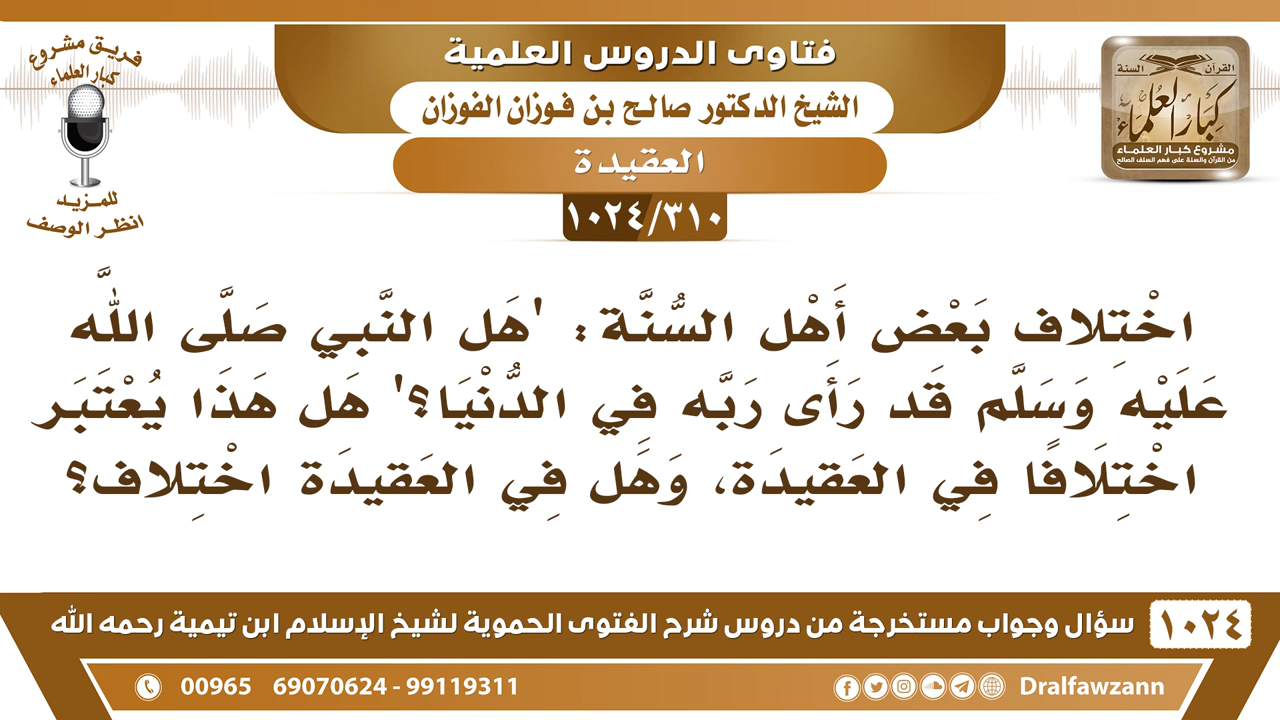 فتاوى الدروس العلمية
الشيخ الدكتور صالح بن فوزان الفوزان
العقيدة
١٠٢٤/٣١٠
فريق مشروع
كبار العلماء
للمزيد
انظر الوصف
القرآن السنة
كبار العلماء
مشروع كبار العلماء
من القرآن والسنة على فهم السلف الصالح
اخْتِلاف بَعْض أَهْل السُّنَّة: 'هَل النَّبي صَلَّى اللَّه
عَلَيْهِ وَسَلَّم قَد رَأَى رَبَّه فِي الدُّنْيَا؟' هَل هَذَا يُعْتَبَر
اخْتِلَافًا فِي العَقِيدَة، وَهَل فِي العَقِيدَة اخْتِلاف؟
١٠٢٤ سؤال وجواب مستخرجة من دروس شرح الفتوى الحموية لشيخ الإسلام ابن تيمية رحمه الله
00965 69070624 - 99119311
Dralfawzann